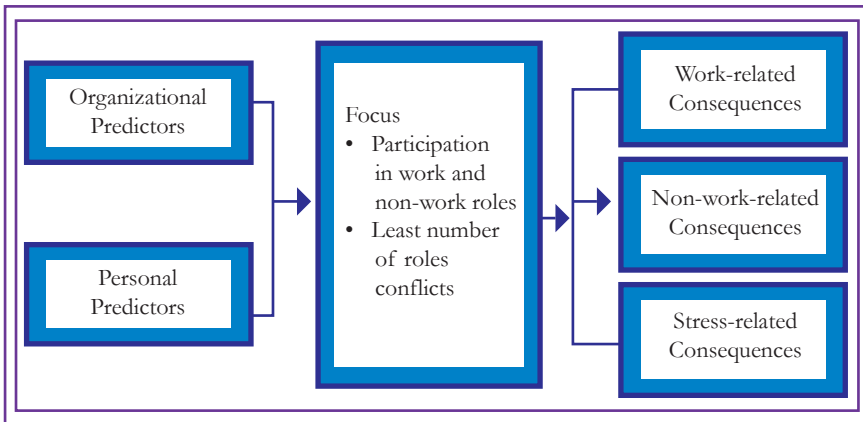 Organizational
Predictors
Personal
Predictors
Focus
• Participation
in work and
non-work roles
• Least number
of roles
conflicts
Work-related
Consequences
Non-work-related
Consequences
Stress-related
Consequences